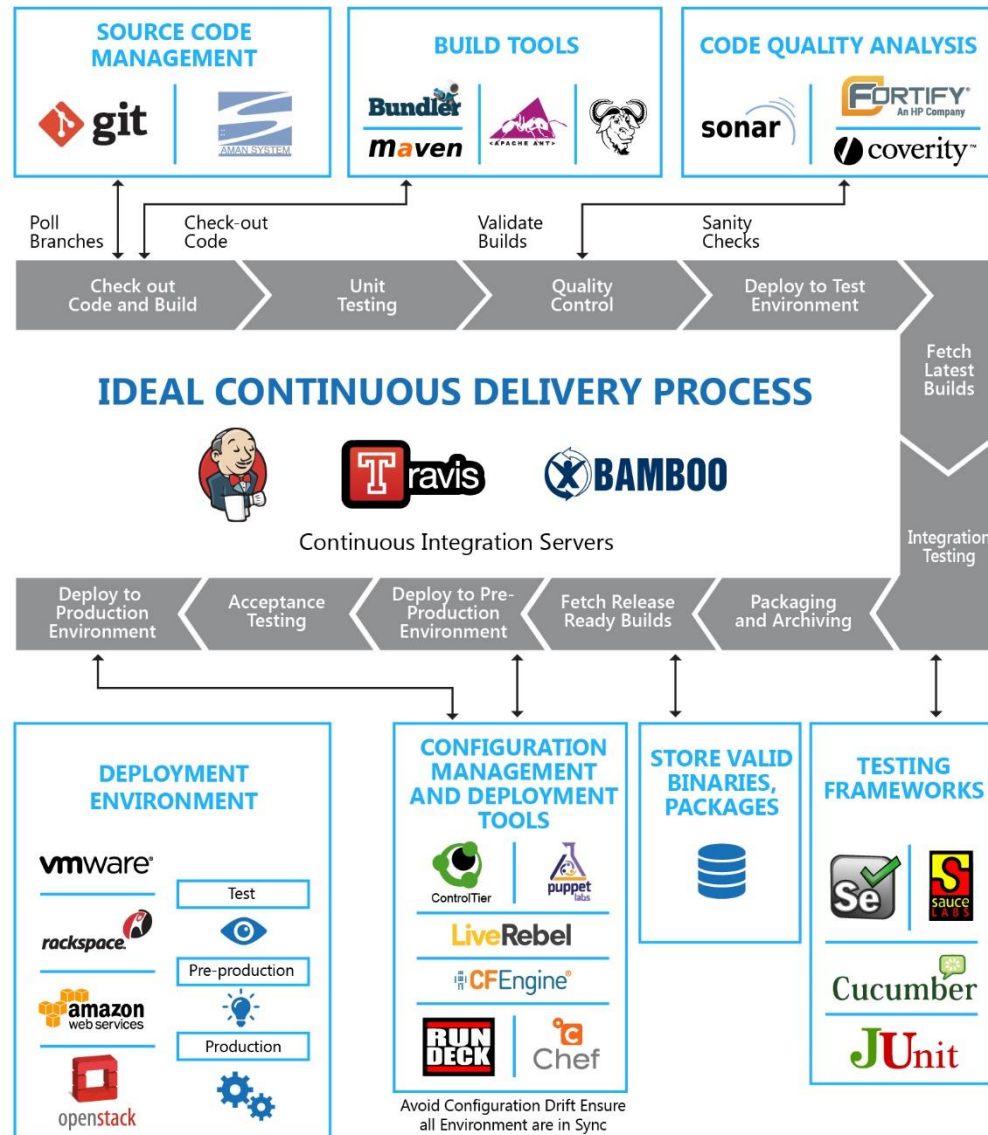 SOURCE CODE
MANAGEMENT
git
AMAN SYSTEM
BUILD TOOLS
Bundler
maven
<APACHE ANT>
CODE QUALITY ANALYSIS
sonar
FORTIFY®
An HP Company
coverity™
Poll
Branches
Check-out
Code
Validate
Builds
Sanity
Checks
Check out
Code and Build
Unit
Testing
Quality
Control
Deploy to Test
Environment
Fetch
Latest
Builds
IDEAL CONTINUOUS DELIVERY PROCESS
Travis
BAMBOO
Continuous Integration Servers
Integration
Testing
Deploy to
Production
Environment
Acceptance
Testing
Deploy to Pre-
Production
Environment
Fetch Release
Ready Builds
Packaging
and Archiving
DEPLOYMENT
ENVIRONMENT
vmware®
rackspace.
amazon
web services
openstack
Test
Pre-production
Production
CONFIGURATION
MANAGEMENT
AND DEPLOYMENT
TOOLS
ControlTier
puppet
labs
LiveRebel
CFEngine®
RUN
DECK
Chef
Avoid Configuration Drift Ensure
all Environment are in Sync
STORE VALID
BINARIES,
PACKAGES
TESTING
FRAMEWORKS
Se
S
sauce
LABS
Cucumber
JUnit